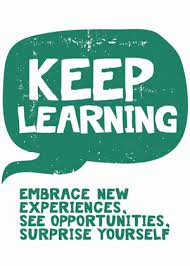 KEEP
LEARNING
EMBRACE NEW
EXPERIENCES,
SEE OPPORTUNITIES,
SURPRISE YOURSELF